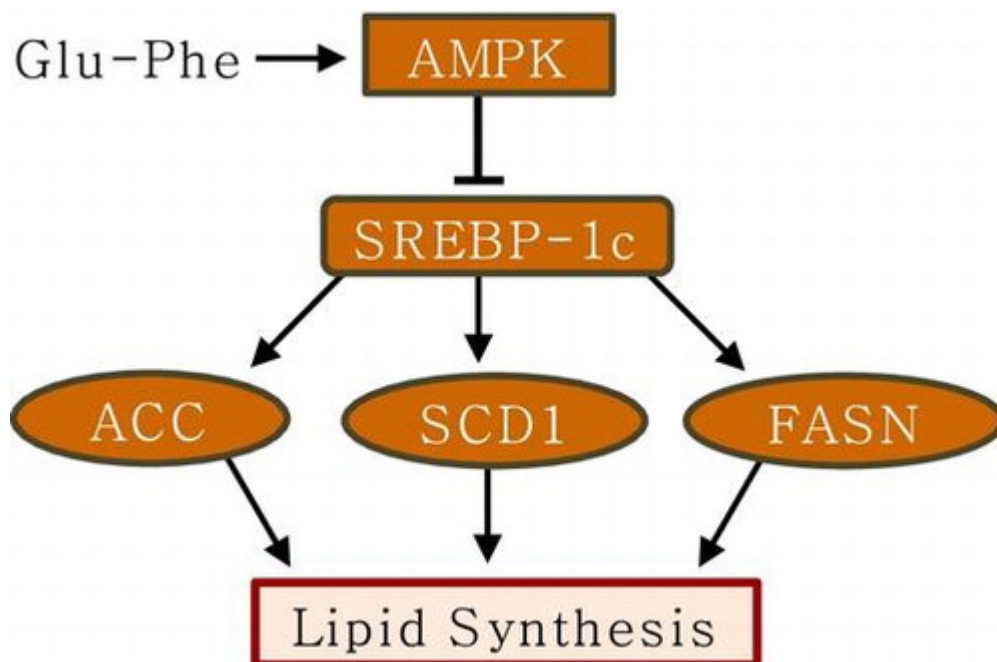 Glu-Phe
AMPK
SREBP-1c
ACC
SCD1
FASN
Lipid Synthesis